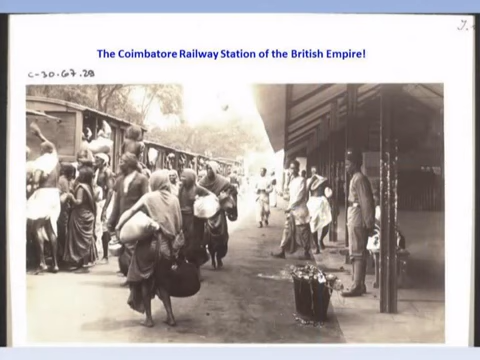 The Coimbatore Railway Station of the British Empire!
C-30.67.28